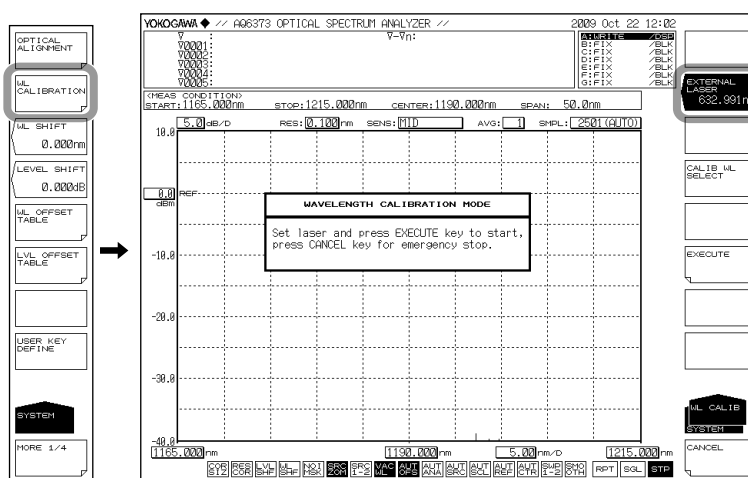 OPTICAL
ALIGNMENT
WL
CALIBRATION
WL SHIFT
0.000nm
LEVEL SHIFT
0.000dB
WL OFFSET
TABLE
LVL OFFSET
TABLE
USER KEY
DEFINE
SYSTEM
MORE 1/4
YOKOGAWA ◆ // AQ6373 OPTICAL SPECTRUM ANALYZER // 2009 Oct 22 12:02
∇ : ∇-∇n:
∇0001:
∇0002:
∇0003:
∇0004:
∇0005:
A:WRITE /DSP
B:FIX /BLK
C:FIX /BLK
D:FIX /BLK
E:FIX /BLK
F:FIX /BLK
G:FIX /BLK
<MEAS CONDITION>
START:1165.000nm STOP:1215.000nm CENTER:1190.000nm SPAN: 50.0nm
10.0 5.0 dB/D RES: 0.100 nm SENS: MID AVG: 1 SMPL: 2501(AUTO)
0.0 REF
dBm
WAVELENGTH CALIBRATION MODE
Set laser and press EXECUTE key to start,
press CANCEL key for emergency stop.
-10.0
-20.0
-30.0
-40.0
1165.000 nm 1190.000 nm 5.00 nm/D 1215.000 nm
COR SIZ
RES COR
LVL SHF
WL SHF
NOI MSK
SRC ZOM
SRC 1-2
VAC WL
AUT OFS
AUT ANA
AUT SRC
AUT SCL
AUT REF
AUT CTR
SWP 1-2
SMO OTH
RPT SGL STP
EXTERNAL
LASER
632.991n
CALIB WL
SELECT
EXECUTE
WL CALIB
SYSTEM
CANCEL